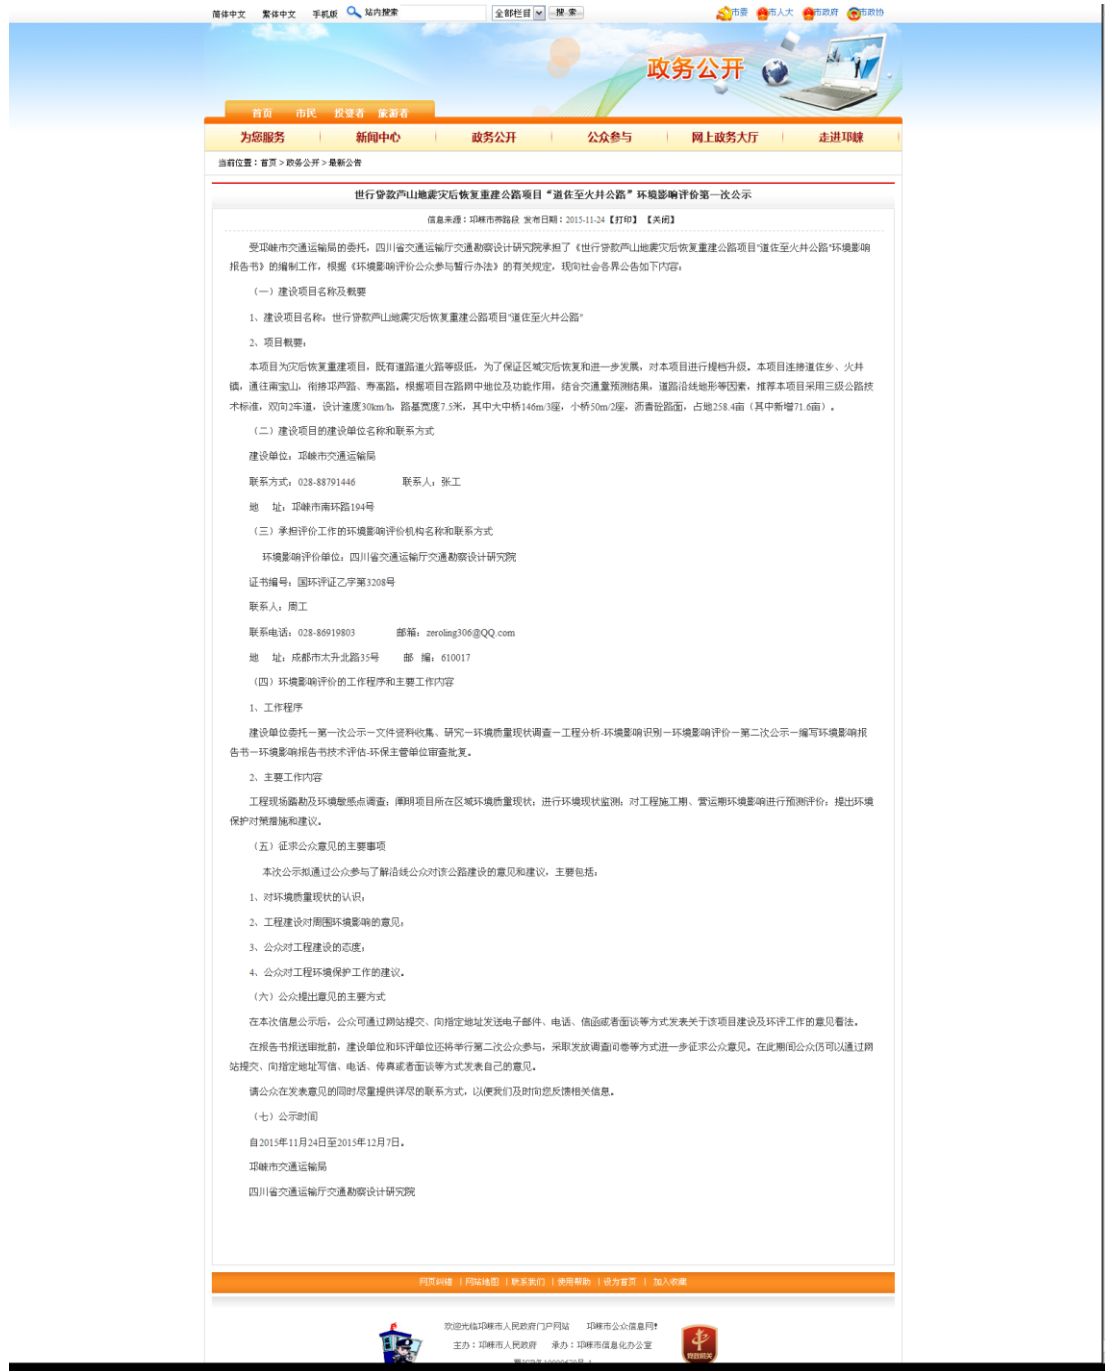 简体中文 繁体中文 手机版 站内搜索 全部栏目 搜 索 市委 市人大 市政府 市政协
政务公开
首页 市民 投资者 旅游者
为您服务 新闻中心 政务公开 公众参与 网上政务大厅 走进邛崃
当前位置：首页 > 政务公开 > 最新公告
世行贷款芦山地震灾后恢复重建公路项目“道佐至火井公路”环境影响评价第一次公示
信息来源：邛崃市养路段 发布日期：2015-11-24【打印】【关闭】
受邛崃市交通运输局的委托，四川省交通运输厅交通勘察设计研究院承担了《世行贷款芦山地震灾后恢复重建公路项目“道佐至火井公路”环境影响
报告书》的编制工作，根据《环境影响评价公众参与暂行办法》的有关规定，现向社会各界公告如下内容：
（一）建设项目名称及概要
1、建设项目名称：世行贷款芦山地震灾后恢复重建公路项目“道佐至火井公路”
2、项目概要：
本项目为灾后恢复重建项目，既有道路道火路等级低，为了保证区域灾后恢复和进一步发展，对本项目进行提档升级。本项目连接道佐乡、火井
镇，通往南宝山，衔接邛芦路、寿高路。根据项目在路网中地位及功能作用，结合交通量预测结果，道路沿线地形等因素，推荐本项目采用三级公路技
术标准，双向2车道，设计速度30km/h，路基宽度7.5米，其中大中桥146m/3座，小桥50m/2座，沥青砼路面，占地258.4亩（其中新增71.6亩）。
（二）建设项目的建设单位名称和联系方式
建设单位：邛崃市交通运输局
联系方式：028-88791446 联系人：张工
地 址：邛崃市南环路194号
（三）承担评价工作的环境影响评价机构名称和联系方式
环境影响评价单位：四川省交通运输厅交通勘察设计研究院
证书编号：国环评证乙字第3208号
联系人：周工
联系电话：028-86919803 邮箱：zeroling306@QQ.com
地 址：成都市太升北路35号 邮 编：610017
（四）环境影响评价的工作程序和主要工作内容
1、工作程序
建设单位委托－第一次公示－文件资料收集、研究－环境质量现状调查－工程分析-环境影响识别－环境影响评价－第二次公示－编写环境影响报
告书－环境影响报告书技术评估-环保主管单位审查批复。
2、主要工作内容
工程现场踏勘及环境敏感点调查；阐明项目所在区域环境质量现状；进行环境现状监测；对工程施工期、营运期环境影响进行预测评价；提出环境
保护对策措施和建议。
（五）征求公众意见的主要事项
本次公示拟通过公众参与了解沿线公众对该公路建设的意见和建议，主要包括：
1、对环境质量现状的认识；
2、工程建设对周围环境影响的意见；
3、公众对工程建设的态度；
4、公众对工程环境保护工作的建议。
（六）公众提出意见的主要方式
在本次信息公示后，公众可通过网站提交、向指定地址发送电子邮件、电话、信函或者面谈等方式发表关于该项目建设及环评工作的意见看法。
在报告书报送审批前，建设单位和环评单位还将举行第二次公众参与，采取发放调查问卷等方式进一步征求公众意见。在此期间公众仍可以通过网
站提交、向指定地址写信、电话、传真或者面谈等方式发表自己的意见。
请公众在发表意见的同时尽量提供详尽的联系方式，以便我们及时向您反馈相关信息。
（七）公示时间
自2015年11月24日至2015年12月7日。
邛崃市交通运输局
四川省交通运输厅交通勘察设计研究院
网页纠错 | 网站地图 | 联系我们 | 使用帮助 | 设为首页 | 加入收藏
欢迎光临邛崃市人民政府门户网站 邛崃市公众信息网！
主办：邛崃市人民政府 承办：邛崃市信息化办公室
党政机关